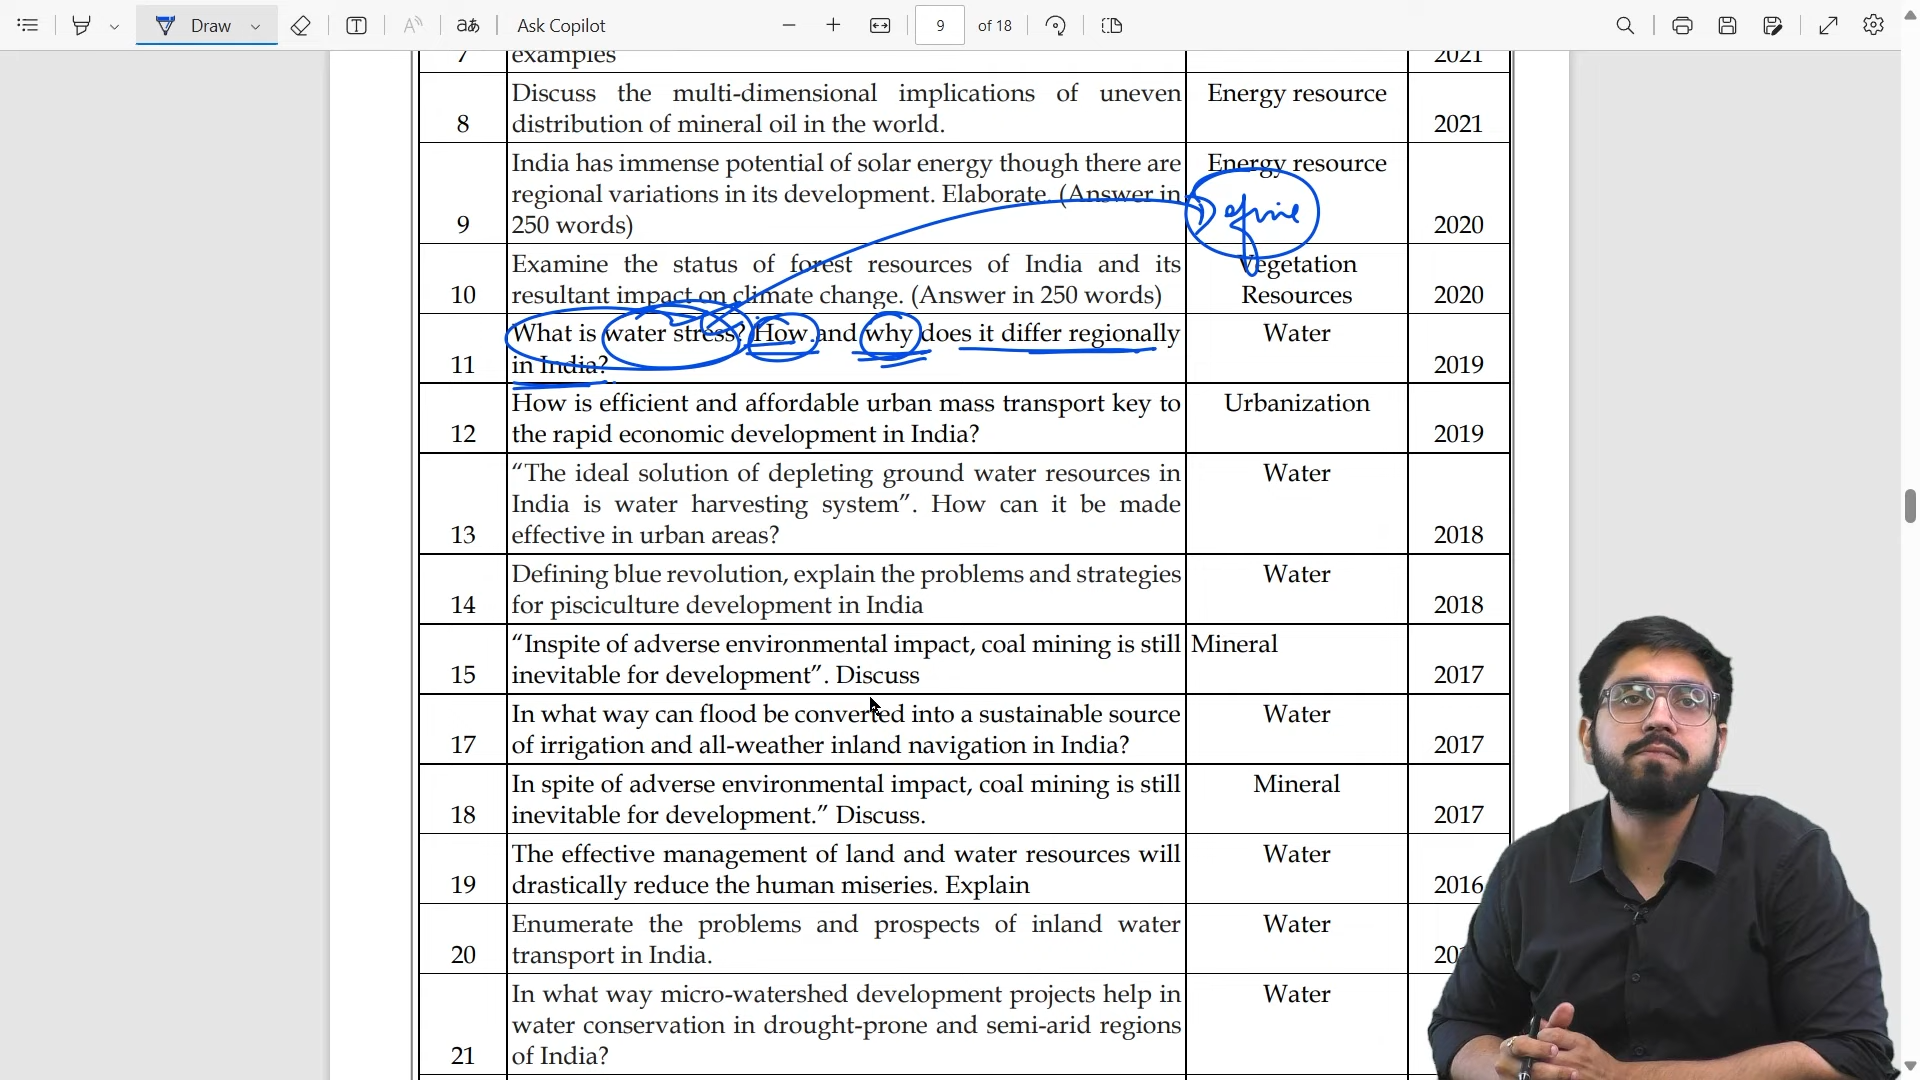 Draw
Ask Copilot
9
of 18
7
examples
2021
8
Discuss the multi-dimensional implications of uneven
distribution of mineral oil in the world.
Energy resource
2021
9
India has immense potential of solar energy though there are
regional variations in its development. Elaborate. (Answer in
250 words)
Energy resource
Define
2020
10
Examine the status of forest resources of India and its
resultant impact on climate change. (Answer in 250 words)
Vegetation
Resources
2020
11
What is water stress? How and why does it differ regionally
in India?
Water
2019
12
How is efficient and affordable urban mass transport key to
the rapid economic development in India?
Urbanization
2019
13
“The ideal solution of depleting ground water resources in
India is water harvesting system”. How can it be made
effective in urban areas?
Water
2018
14
Defining blue revolution, explain the problems and strategies
for pisciculture development in India
Water
2018
15
“Inspite of adverse environmental impact, coal mining is still
inevitable for development”. Discuss
Mineral
2017
17
In what way can flood be converted into a sustainable source
of irrigation and all-weather inland navigation in India?
Water
2017
18
In spite of adverse environmental impact, coal mining is still
inevitable for development.” Discuss.
Mineral
2017
19
The effective management of land and water resources will
drastically reduce the human miseries. Explain
Water
2016
20
Enumerate the problems and prospects of inland water
transport in India.
Water
21
In what way micro-watershed development projects help in
water conservation in drought-prone and semi-arid regions
of India?
Water